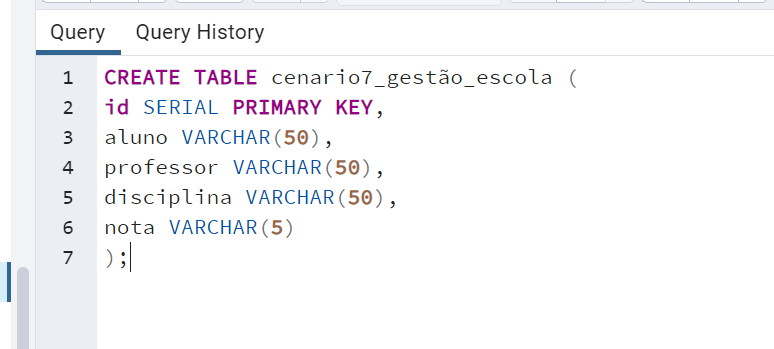 Query Query History
1 CREATE TABLE cenario7_gestão_escola (
2 id SERIAL PRIMARY KEY,
3 aluno VARCHAR(50),
4 professor VARCHAR(50),
5 disciplina VARCHAR(50),
6 nota VARCHAR(5)
7 );